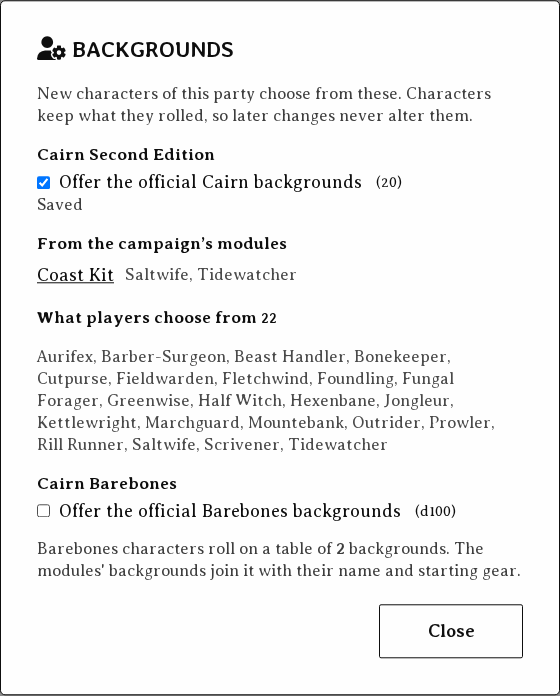 BACKGROUNDS
New characters of this party choose from these. Characters
keep what they rolled, so later changes never alter them.
Cairn Second Edition
Offer the official Cairn backgrounds (20)
Saved
From the campaign's modules
Coast Kit Saltwife, Tidewatcher
What players choose from 22
Aurifex, Barber-Surgeon, Beast Handler, Bonekeeper,
Cutpurse, Fieldwarden, Fletchwind, Foundling, Fungal
Forager, Greenwise, Half Witch, Hexenbane, Jongleur,
Kettlewright, Marchguard, Mountebank, Outrider, Prowler,
Rill Runner, Saltwife, Scrivener, Tidewatcher
Cairn Barebones
Offer the official Barebones backgrounds (d100)
Barebones characters roll on a table of 2 backgrounds. The
modules' backgrounds join it with their name and starting gear.
Close